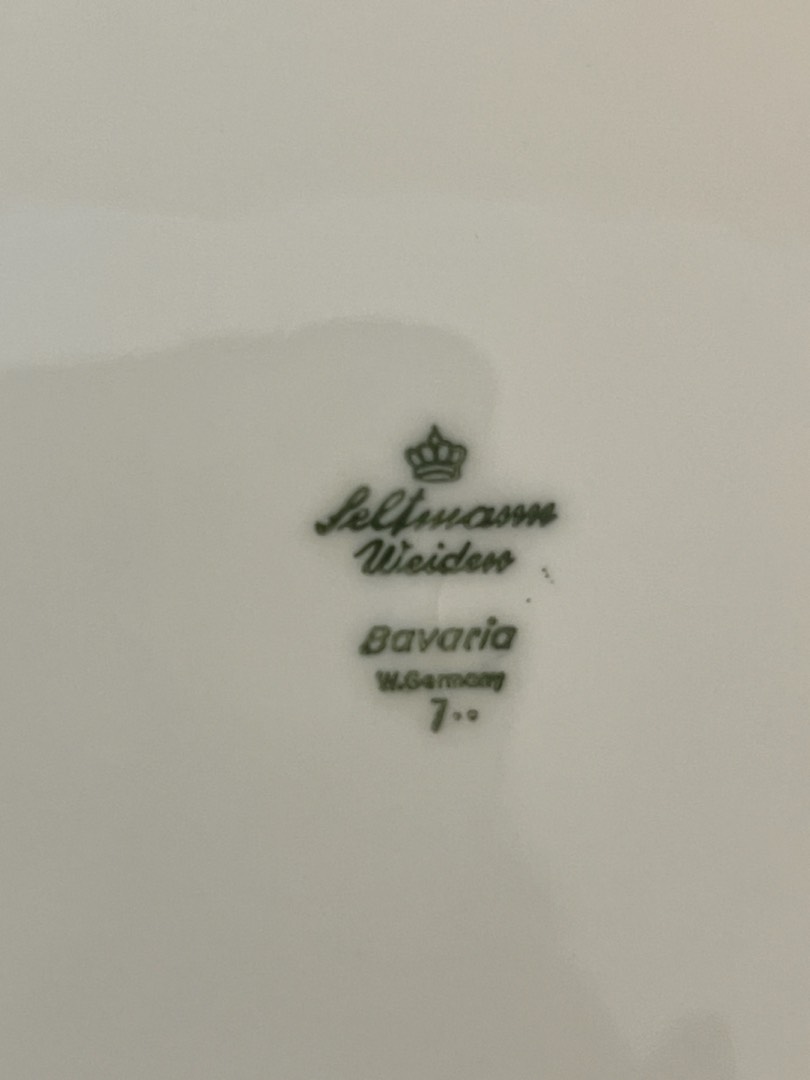 Seltmann
Weiden
Bavaria
W.Germany
7••